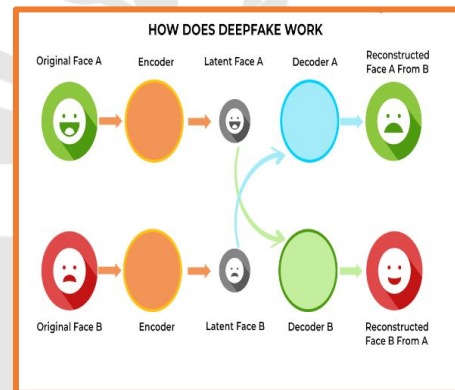 HOW DOES DEEPFAKE WORK
Original Face A
Encoder
Latent Face A
Decoder A
Reconstructed
Face A From B
Original Face B
Encoder
Latent Face B
Decoder B
Reconstructed
Face B From A